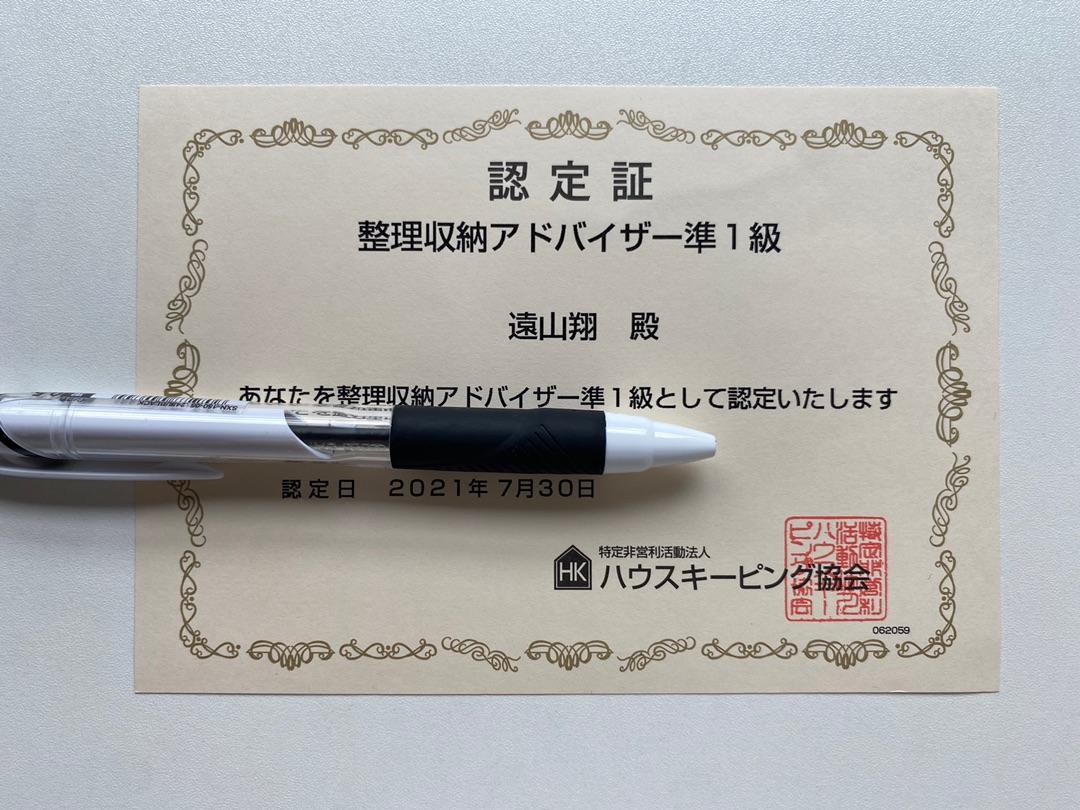 認定証
整理収納アドバイザー準1級
遠山翔 殿
あなたを整理収納アドバイザー準1級として認定いたします
認定日 2021年7月30日
特定非営利活動法人
HK ハウスキーピング協会
062059